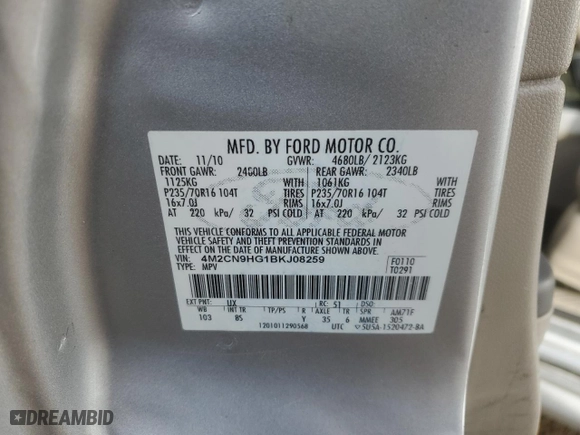 MFD. BY FORD MOTOR CO.
DATE: 11/10 GVWR: 4680LB/ 2123KG
FRONT GAWR: 2480LB REAR GAWR: 2340LB
1125KG WITH 1061KG WITH
P235/70R16 104T TIRES P235/70R16 104T TIRES
16x7.0J RIMS 16x7.0J RIMS
AT 220 kPa/ 32 PSI COLD AT 220 kPa/ 32 PSI COLD
THIS VEHICLE CONFORMS TO ALL APPLICABLE FEDERAL MOTOR
VEHICLE SAFETY AND THEFT PREVENTION STANDARDS IN EFFECT ON
THE DATE OF MANUFACTURE SHOWN ABOVE.
VIN: 4M2CN9HG1BKJ08259 F0110
TYPE: MPV T0291
EXT PNT: UX RC: 51 DSO:
WB INT TR TP/PS R AXLE TR SPR AM71F
103 8S Y 35 6 MMEE 305
1201011290568 UTC 5U5A-1520472-BA
DREAMBID